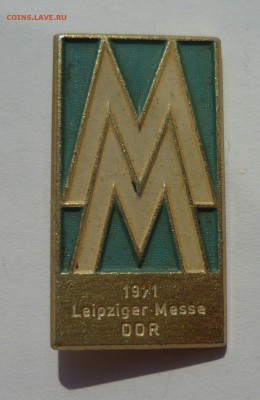 COINS.LAVE.RU
M
M
1971
Leipziger Messe
DDR